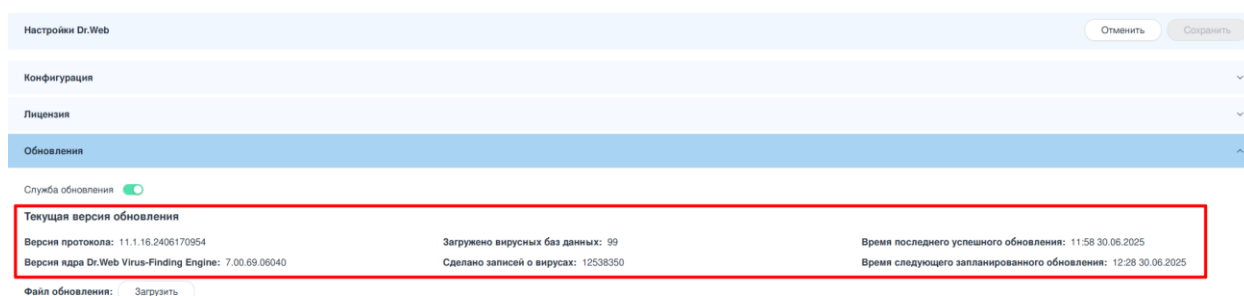 Настройки Dr.Web
Отменить Сохранить
Конфигурация
Лицензия
Обновления
Служба обновления
Текущая версия обновления
Версия протокола: 11.1.16.2406170954 Загружено вирусных баз данных: 99 Время последнего успешного обновления: 11:58 30.06.2025
Версия ядра Dr.Web Virus-Finding Engine: 7.00.69.06040 Сделано записей о вирусах: 12538350 Время следующего запланированного обновления: 12:28 30.06.2025
Файл обновления: Загрузить